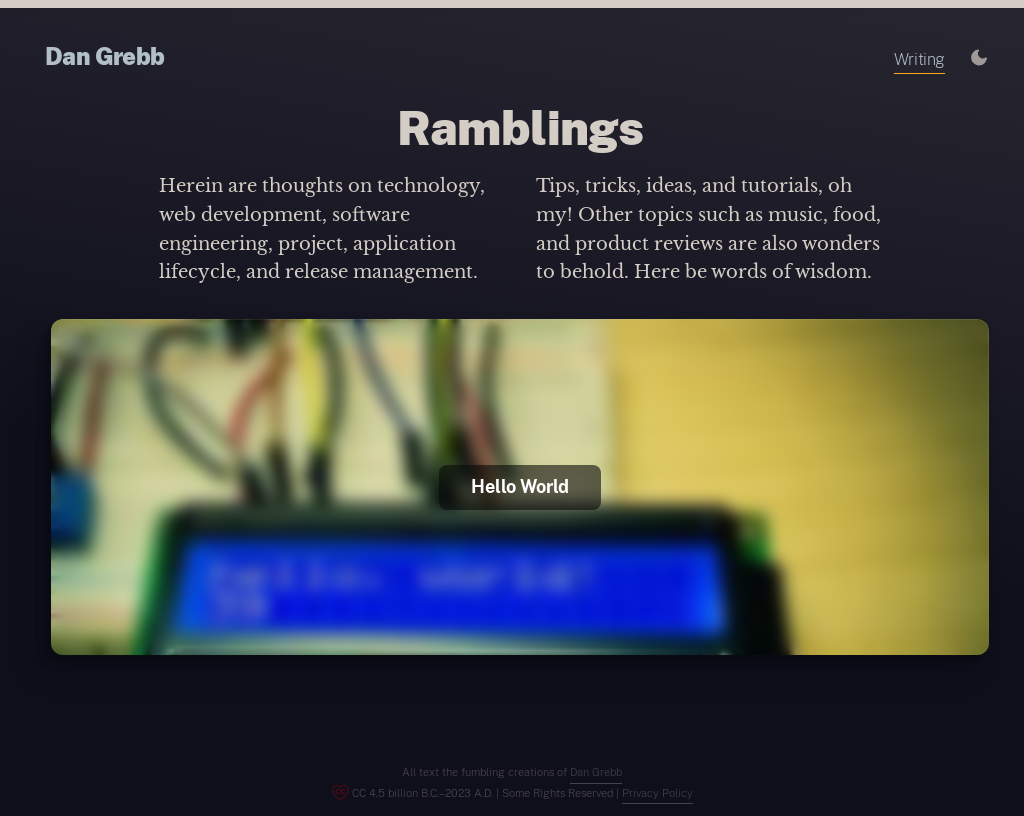 Dan Grebb
Writing
Ramblings
Herein are thoughts on technology,
web development, software
engineering, project, application
lifecycle, and release management.
Tips, tricks, ideas, and tutorials, oh
my! Other topics such as music, food,
and product reviews are also wonders
to behold. Here be words of wisdom.
Hello World
hello, world!
All text the fumbling creations of Dan Grebb
CC 4.5 billion B.C.–2023 A.D. | Some Rights Reserved | Privacy Policy